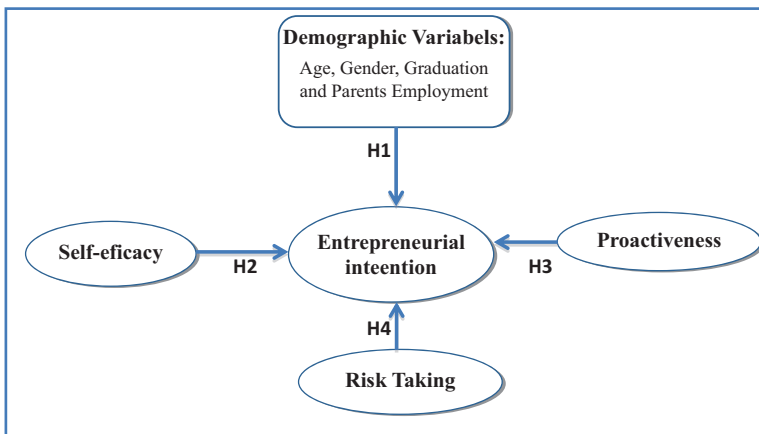 Demographic Variabels:
Age, Gender, Graduation
and Parents Employment
H1
Self-eficacy
H2
Entrepreneurial
inteention
H3
Proactiveness
H4
Risk Taking